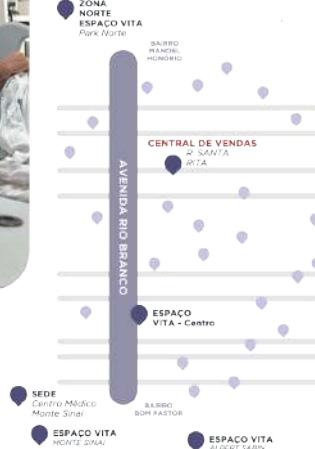 ZONA
NORTE
ESPAÇO VITA
Park Norte
BAIRRO
MANOEL
HONÓRIO
CENTRAL DE VENDAS
R. SANTA
RITA
AVENIDA RIO BRANCO
ESPAÇO
VITA - Centro
SEDE
Centro Médico
Monte Sinai
BAIRRO
BOM PASTOR
ESPAÇO VITA
MONTE SINAI
ESPAÇO VITA
ALBERT SABIN